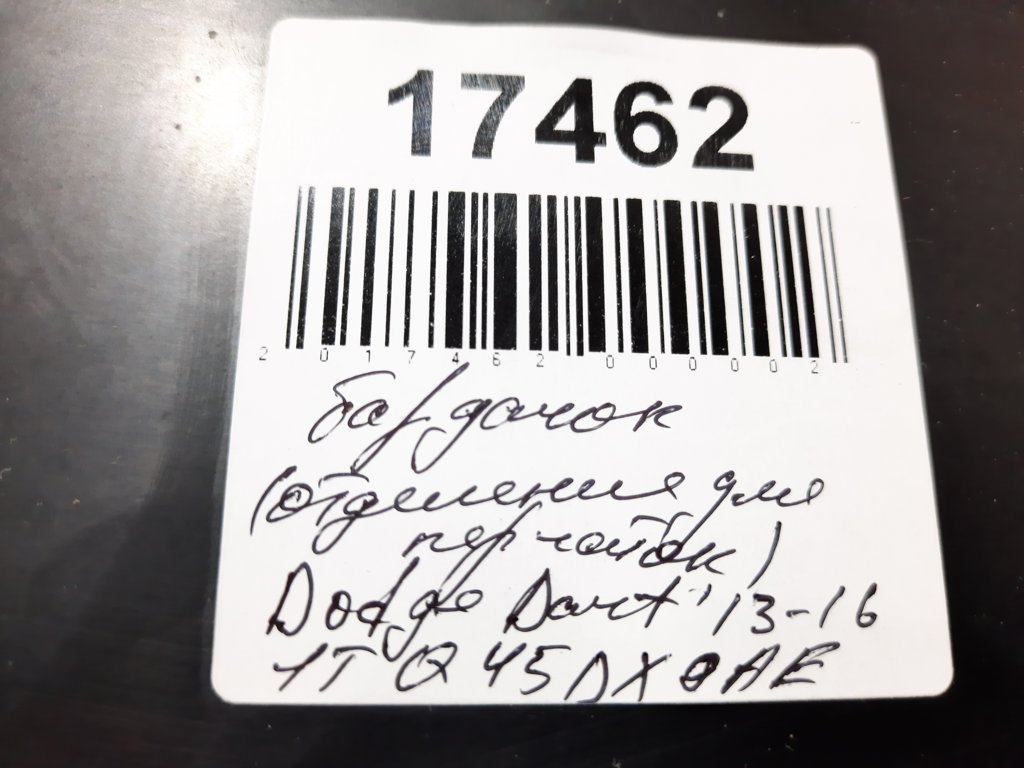 17462
2 017462 000002
бардачок
(отделение для
перчаток)
Dodge Dart '13-16
1TQ45DX9AE